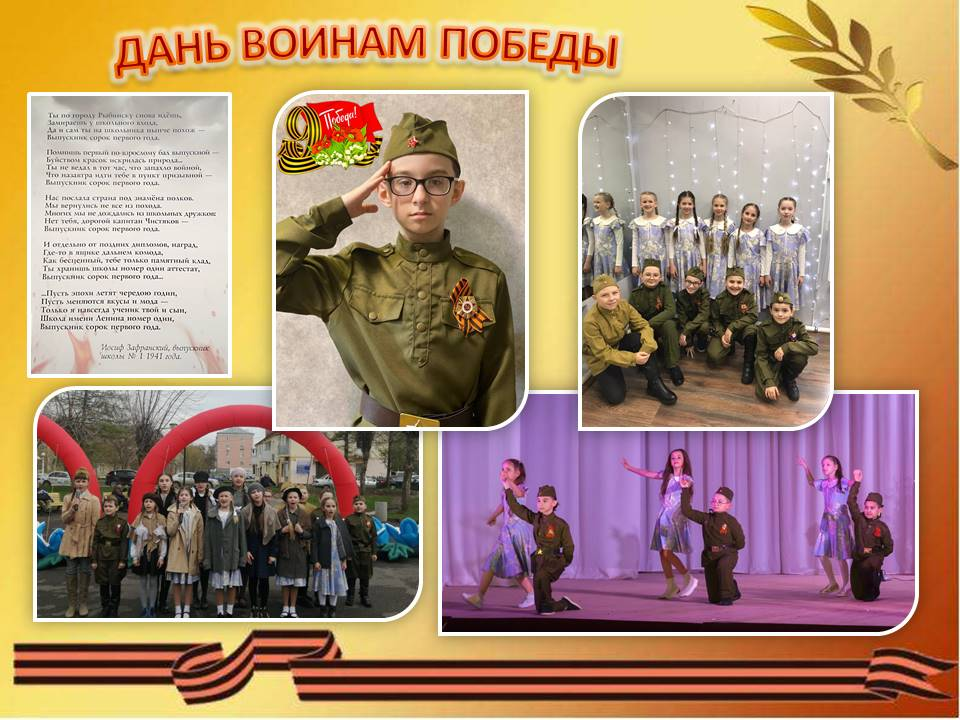 ДАНЬ ВОИНАМ ПОБЕДЫ
Ты по городу Рыбинску снова идёшь,
Замираешь у школьного входа,
Да и сам ты на школьника нынче похож —
Выпускник сорок первого года.
Помнишь первый по-взрослому бал выпускной —
Буйством красок искрилась природа...
Ты не ведал в тот час, что запахло войной,
Что назавтра идти тебе в пункт призывной —
Выпускник сорок первого года.
Нас послала страна под знамёна полков.
Мы вернулись не все из похода.
Многих мы не дождались из школьных дружков:
Нет тебя, дорогой капитан Чистяков —
Выпускник сорок первого года.
И отдельно от поздних дипломов, наград,
Где-то в ящике дальнем комода,
Как бесценный, тебе только памятный клад,
Ты хранишь школы номер один аттестат,
Выпускник сорок первого года...
...Пусть эпохи летят чередою годин,
Пусть меняются вкусы и мода —
Только я навсегда ученик твой и сын,
Школа имени Ленина номер один,
Выпускник сорок первого года.
Иосиф Зафранский, выпускник
школы № 1 1941 года.
9
Победа!